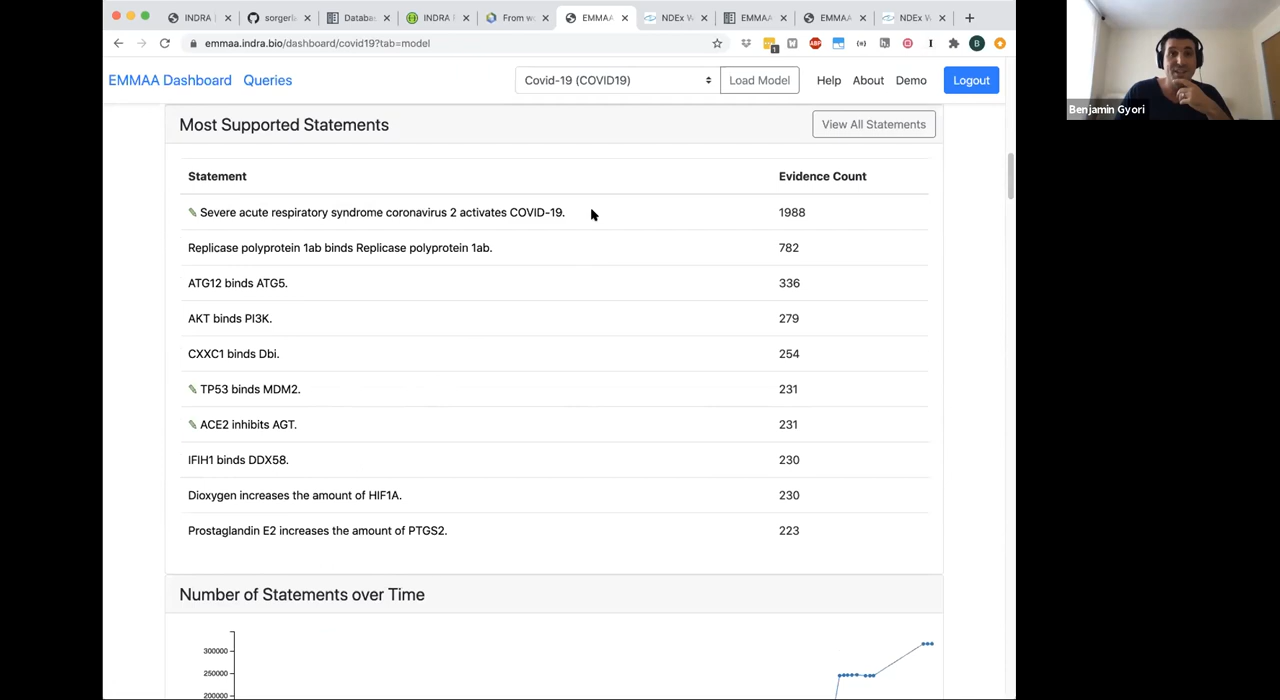 INDRA |
sorgerl
Databa
INDRA
From w
EMMA
NDEx V
EMMA
EMMA
NDEx V
emmaa.indra.bio/dashboard/covid19?tab=model
ABP
1
B
EMMAA Dashboard Queries Covid-19 (COVID19) Load Model Help About Demo Logout
Benjamin Gyori
Most Supported Statements View All Statements
Statement Evidence Count
Severe acute respiratory syndrome coronavirus 2 activates COVID-19. 1988
Replicase polyprotein 1ab binds Replicase polyprotein 1ab. 782
ATG12 binds ATG5. 336
AKT binds PI3K. 279
CXXC1 binds Dbi. 254
TP53 binds MDM2. 231
ACE2 inhibits AGT. 231
IFIH1 binds DDX58. 230
Dioxygen increases the amount of HIF1A. 230
Prostaglandin E2 increases the amount of PTGS2. 223
Number of Statements over Time
300000
250000
200000